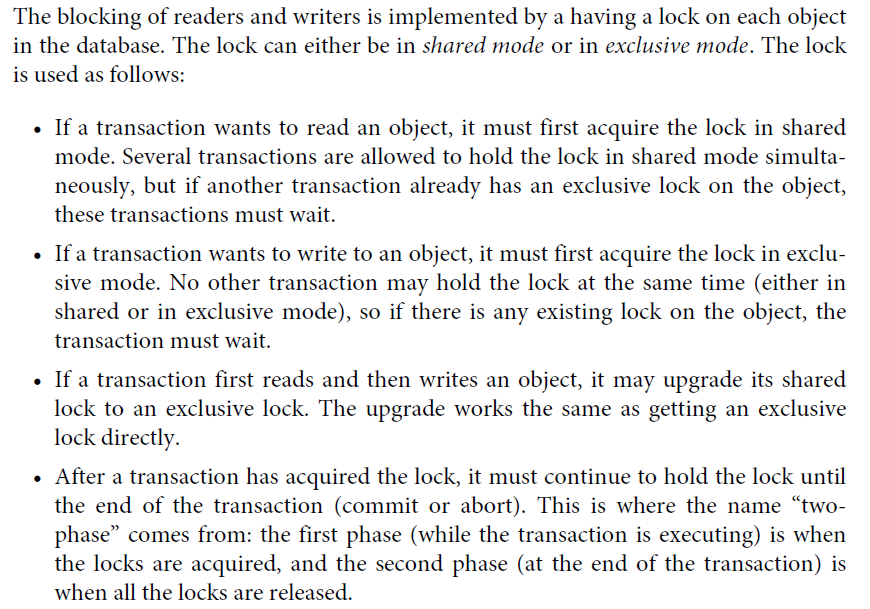 The blocking of readers and writers is implemented by a having a lock on each object
in the database. The lock can either be in shared mode or in exclusive mode. The lock
is used as follows:
• If a transaction wants to read an object, it must first acquire the lock in shared
mode. Several transactions are allowed to hold the lock in shared mode simulta-
neously, but if another transaction already has an exclusive lock on the object,
these transactions must wait.
• If a transaction wants to write to an object, it must first acquire the lock in exclu-
sive mode. No other transaction may hold the lock at the same time (either in
shared or in exclusive mode), so if there is any existing lock on the object, the
transaction must wait.
• If a transaction first reads and then writes an object, it may upgrade its shared
lock to an exclusive lock. The upgrade works the same as getting an exclusive
lock directly.
• After a transaction has acquired the lock, it must continue to hold the lock until
the end of the transaction (commit or abort). This is where the name “two-
phase” comes from: the first phase (while the transaction is executing) is when
the locks are acquired, and the second phase (at the end of the transaction) is
when all the locks are released.